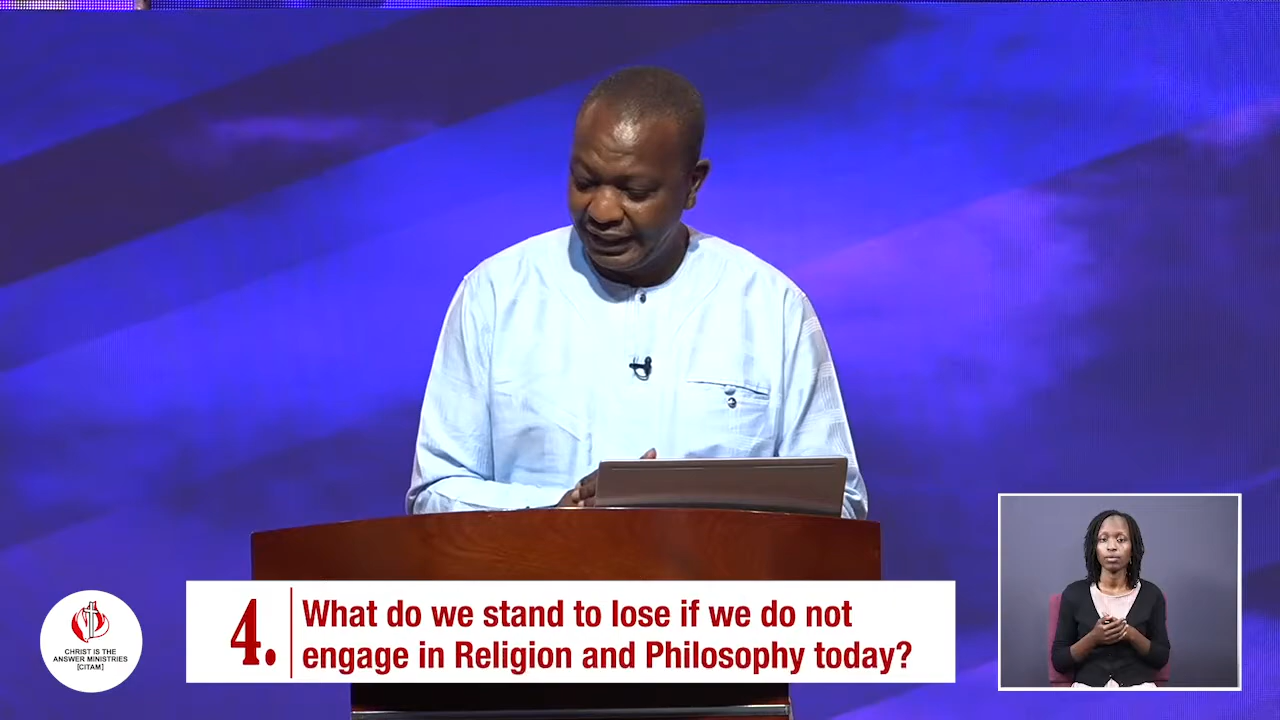 4.
What do we stand to lose if we do not
engage in Religion and Philosophy today?
CHRIST IS THE
ANSWER MINISTRIES
[CITAM]